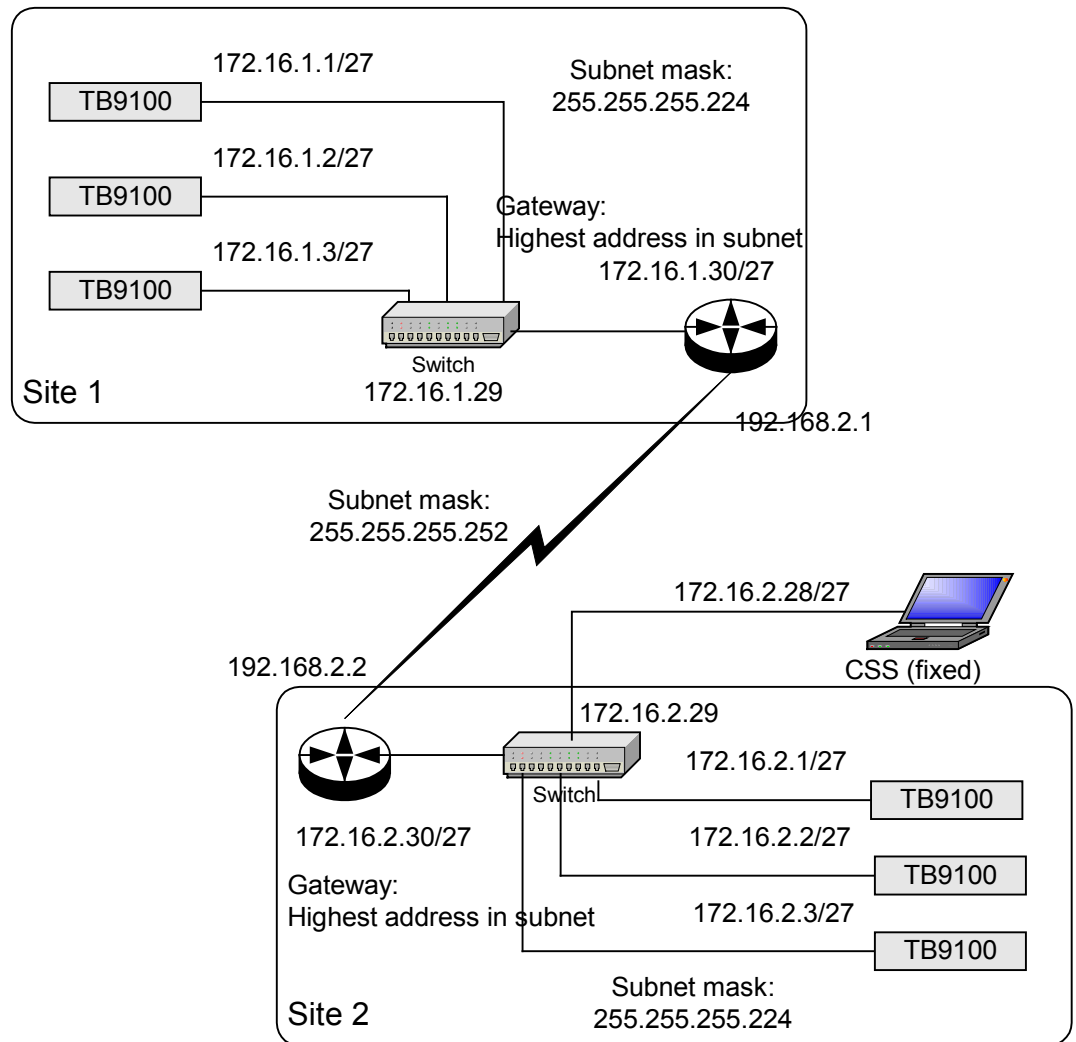 172.16.1.1/27
Subnet mask:
255.255.255.224
TB9100
172.16.1.2/27
TB9100
Gateway:
Highest address in subnet
172.16.1.3/27
172.16.1.30/27
TB9100
Switch
172.16.1.29
Site 1
192.168.2.1
Subnet mask:
255.255.255.252
172.16.2.28/27
CSS (fixed)
192.168.2.2
172.16.2.29
172.16.2.1/27
Switch
TB9100
172.16.2.30/27
172.16.2.2/27
TB9100
Gateway:
Highest address in subnet
172.16.2.3/27
TB9100
Subnet mask:
255.255.255.224
Site 2